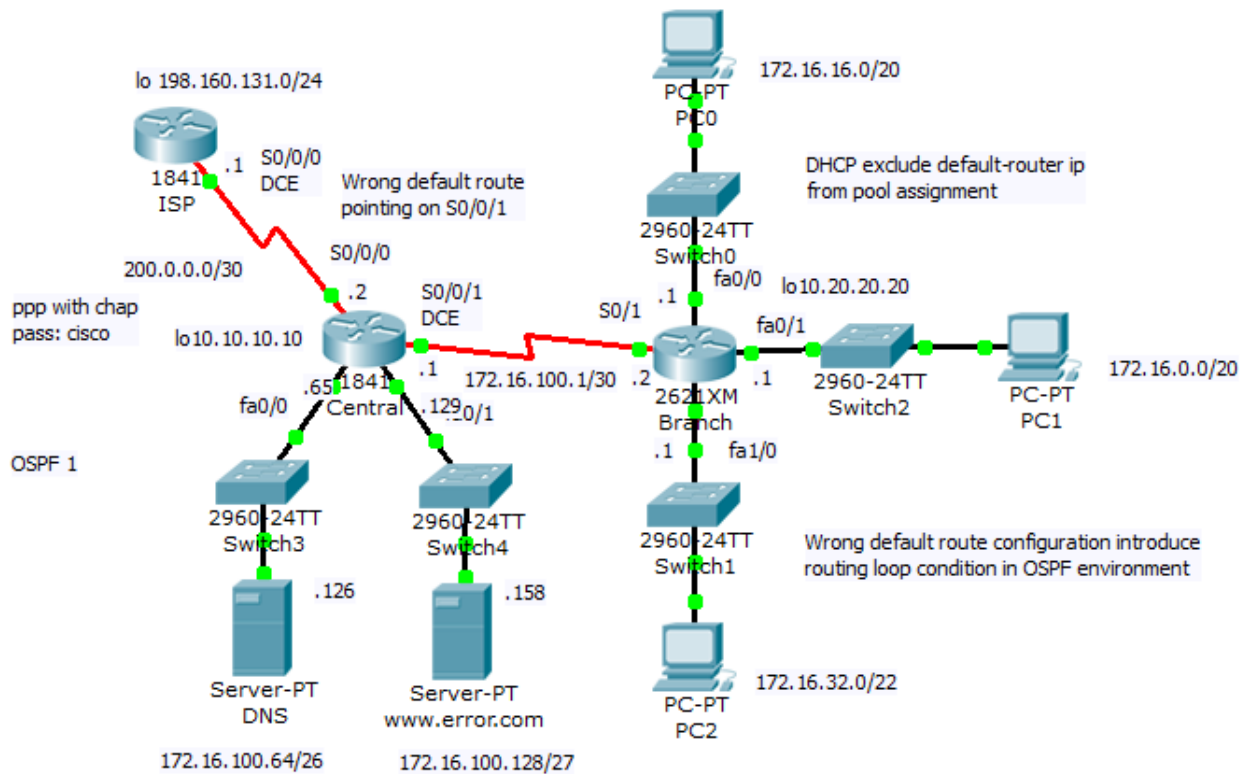 lo 198.160.131.0/24
.1
S0/0/0
DCE
1841
ISP
Wrong default route
pointing on S0/0/1
200.0.0.0/30
S0/0/0
.2
ppp with chap
pass: cisco
lo10.10.10.10
S0/0/1
DCE
.1
172.16.100.1/30
.65
1841
Central
.129
fa0/0
OSPF 1
2960-24TT
Switch3
2960-24TT
Switch4
.126
.158
Server-PT
DNS
Server-PT
www.error.com
172.16.100.64/26
172.16.100.128/27
PC-PT
PC0
172.16.16.0/20
DHCP exclude default-router ip
from pool assignment
2960-24TT
Switch0
fa0/0
.1
lo10.20.20.20
S0/1
.2
fa0/1
.1
2621XM
Branch
2960-24TT
Switch2
PC-PT
PC1
172.16.0.0/20
.1
fa1/0
2960-24TT
Switch1
Wrong default route configuration introduce
routing loop condition in OSPF environment
PC-PT
PC2
172.16.32.0/22